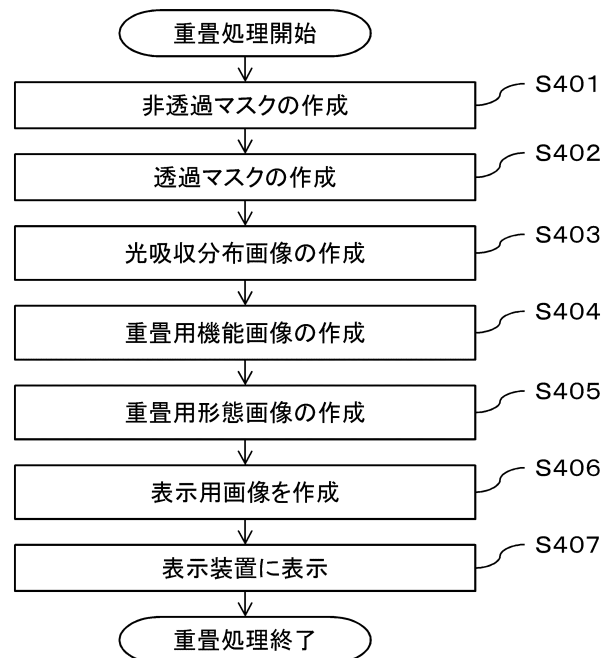 重畳処理開始
非透過マスクの作成
S401
透過マスクの作成
S402
光吸収分布画像の作成
S403
重畳用機能画像の作成
S404
重畳用形態画像の作成
S405
表示用画像を作成
S406
表示装置に表示
S407
重畳処理終了